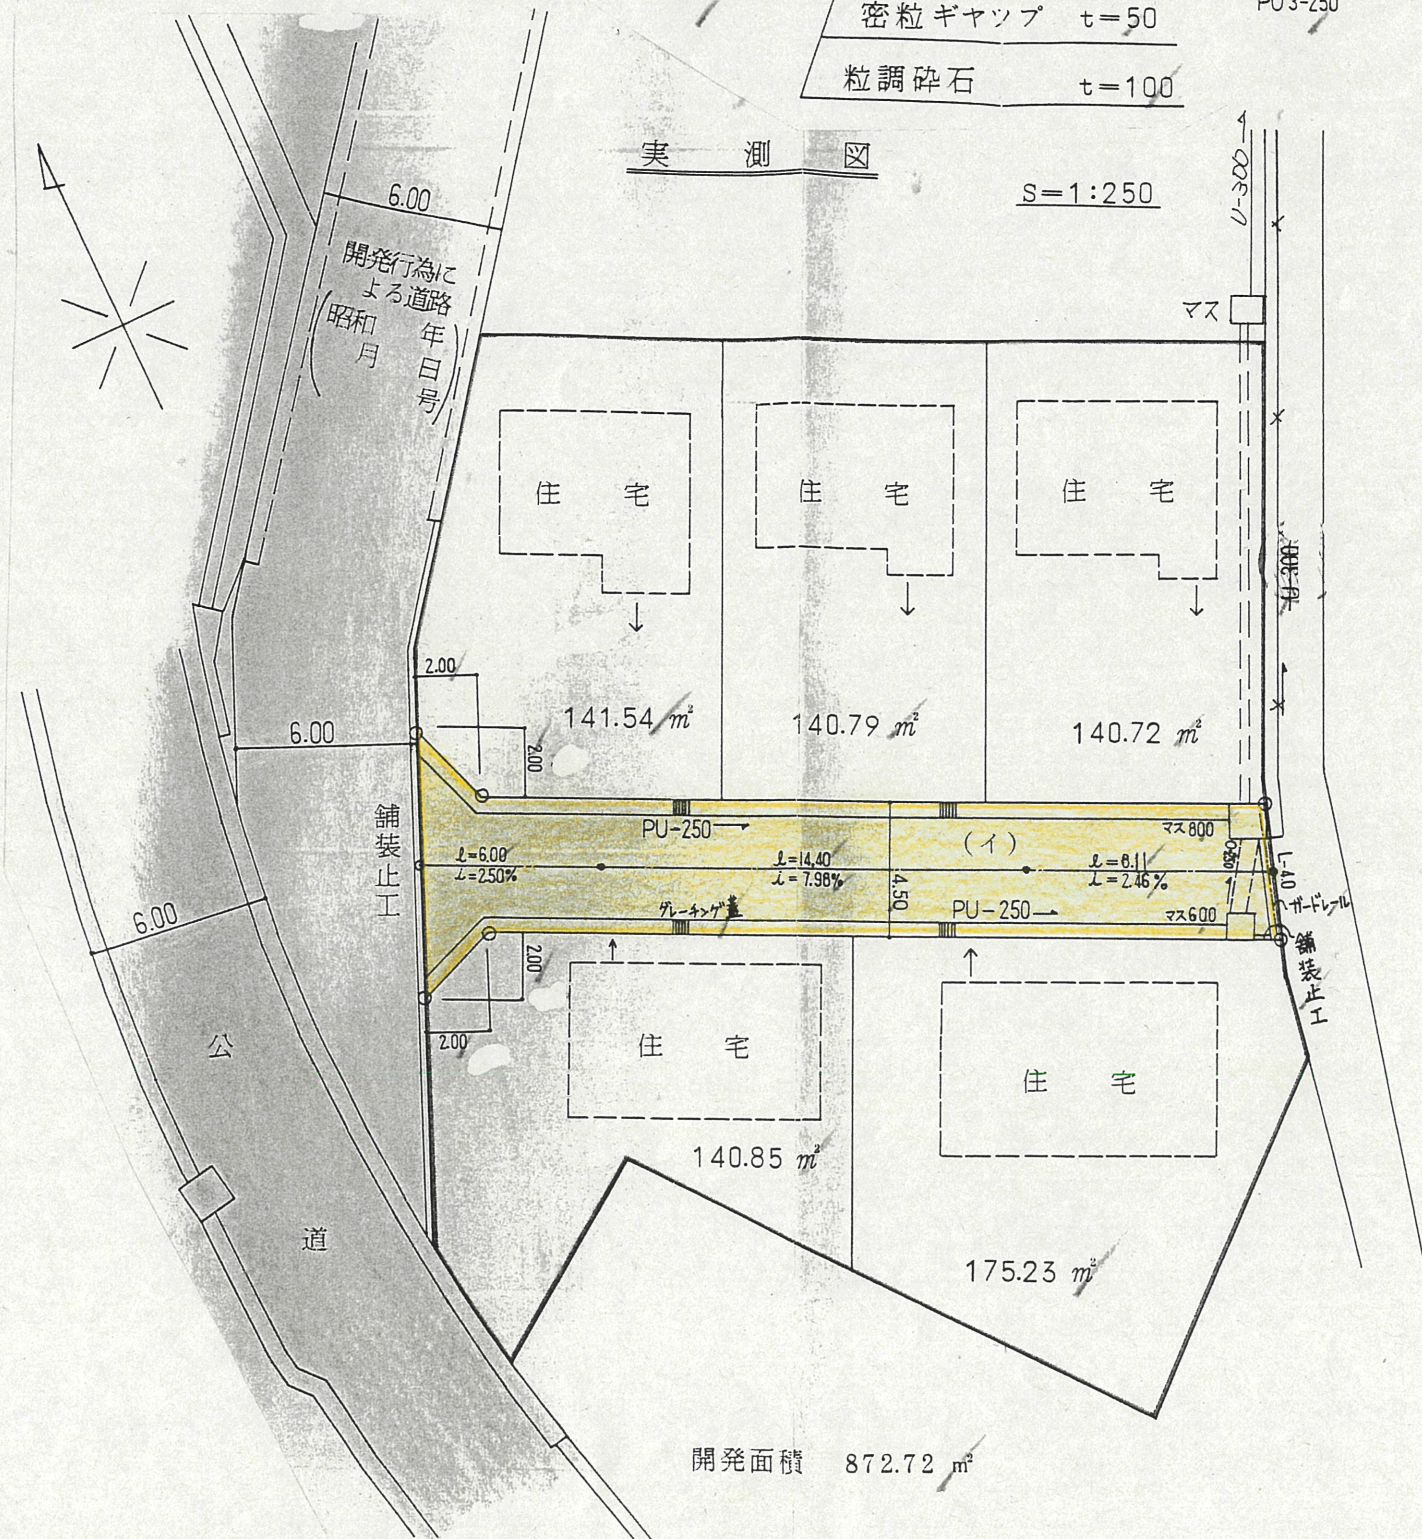 密粒ギヤップ t=50
PU3-250
粒調砕石 t=100
実測図
S=1:250
U-300
6.00
開発行為に
よる道路
(昭和 年
月 日
号)
マス
住宅
住宅
住宅
2.00
2.00
141.54 m²
140.79 m²
140.72 m²
6.00
舗装止工
PU-250
(イ)
マス800
l=6.00
i=2.50%
l=14.40
i=7.98%
l=8.11
i=2.46%
4.50
L-40
ガードレール
グレーチング蓋
PU-250
マス600
舗装止工
6.00
2.00
2.00
公道
住宅
住宅
140.85 m²
175.23 m²
開発面積 872.72 m²